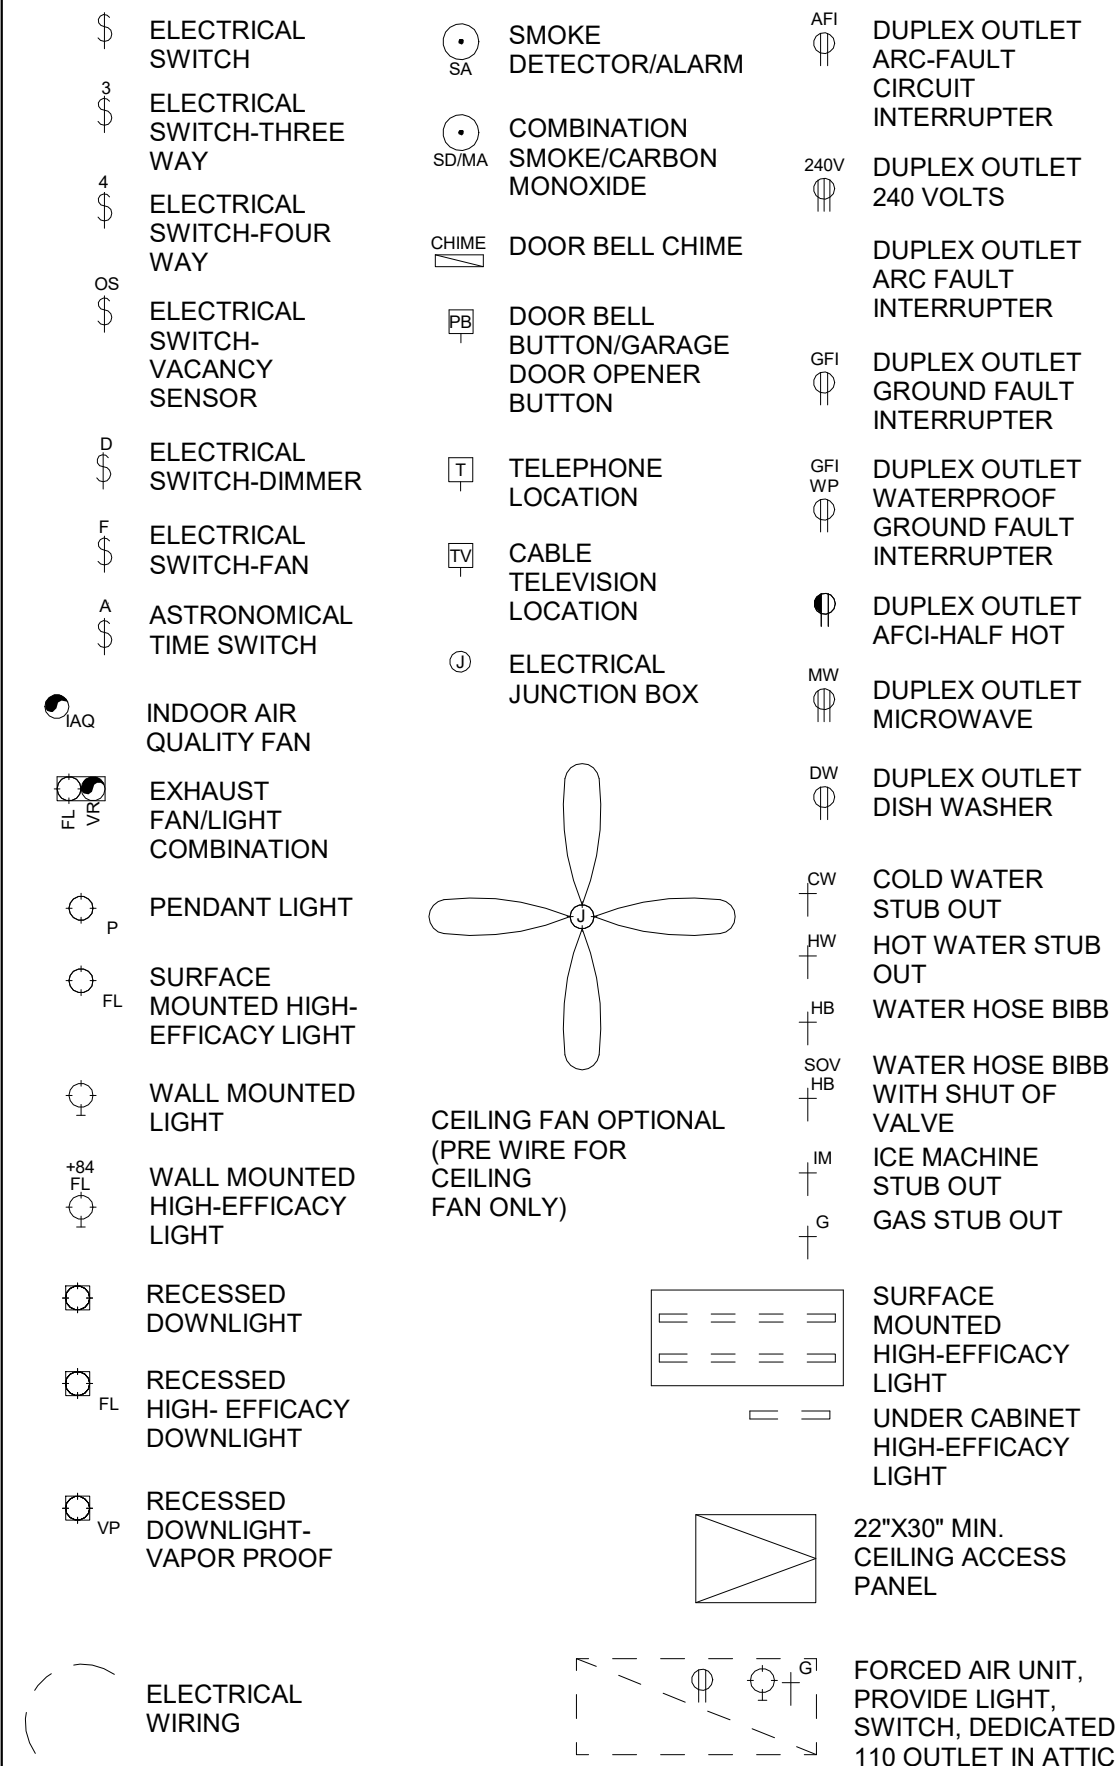 ELECTRICAL
SWITCH
3
ELECTRICAL
SWITCH-THREE
WAY
4
ELECTRICAL
SWITCH-FOUR
WAY
OS
ELECTRICAL
SWITCH-
VACANCY
SENSOR
D
ELECTRICAL
SWITCH-DIMMER
F
ELECTRICAL
SWITCH-FAN
A
ASTRONOMICAL
TIME SWITCH
IAQ
INDOOR AIR
QUALITY FAN
FL
VR
EXHAUST
FAN/LIGHT
COMBINATION
P
PENDANT LIGHT
FL
SURFACE
MOUNTED HIGH-
EFFICACY LIGHT
WALL MOUNTED
LIGHT
+84
FL
WALL MOUNTED
HIGH-EFFICACY
LIGHT
RECESSED
DOWNLIGHT
FL
RECESSED
HIGH- EFFICACY
DOWNLIGHT
VP
RECESSED
DOWNLIGHT-
VAPOR PROOF
ELECTRICAL
WIRING
SA
SMOKE
DETECTOR/ALARM
SD/MA
COMBINATION
SMOKE/CARBON
MONOXIDE
CHIME
DOOR BELL CHIME
PB
DOOR BELL
BUTTON/GARAGE
DOOR OPENER
BUTTON
T
TELEPHONE
LOCATION
TV
CABLE
TELEVISION
LOCATION
J
ELECTRICAL
JUNCTION BOX
J
CEILING FAN OPTIONAL
(PRE WIRE FOR
CEILING
FAN ONLY)
AFI
DUPLEX OUTLET
ARC-FAULT
CIRCUIT
INTERRUPTER
240V
DUPLEX OUTLET
240 VOLTS
DUPLEX OUTLET
ARC FAULT
INTERRUPTER
GFI
DUPLEX OUTLET
GROUND FAULT
INTERRUPTER
GFI
WP
DUPLEX OUTLET
WATERPROOF
GROUND FAULT
INTERRUPTER
DUPLEX OUTLET
AFCI-HALF HOT
MW
DUPLEX OUTLET
MICROWAVE
DW
DUPLEX OUTLET
DISH WASHER
CW
COLD WATER
STUB OUT
HW
HOT WATER STUB
OUT
HB
WATER HOSE BIBB
SOV
HB
WATER HOSE BIBB
WITH SHUT OF
VALVE
IM
ICE MACHINE
STUB OUT
G
GAS STUB OUT
SURFACE
MOUNTED
HIGH-EFFICACY
LIGHT
UNDER CABINET
HIGH-EFFICACY
LIGHT
22"X30" MIN.
CEILING ACCESS
PANEL
G
FORCED AIR UNIT,
PROVIDE LIGHT,
SWITCH, DEDICATED
110 OUTLET IN ATTIC